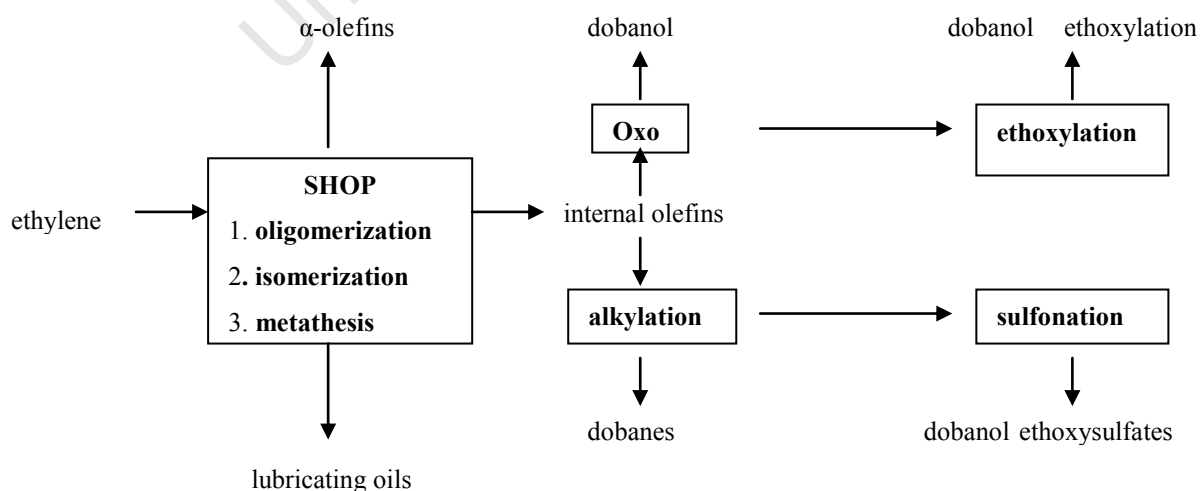 α-olefins
dobanol
dobanol ethoxylation
Oxo
ethoxylation
SHOP
ethylene
1. oligomerization
internal olefins
2. isomerization
3. metathesis
alkylation
sulfonation
dobanes
dobanol ethoxysulfates
lubricating oils